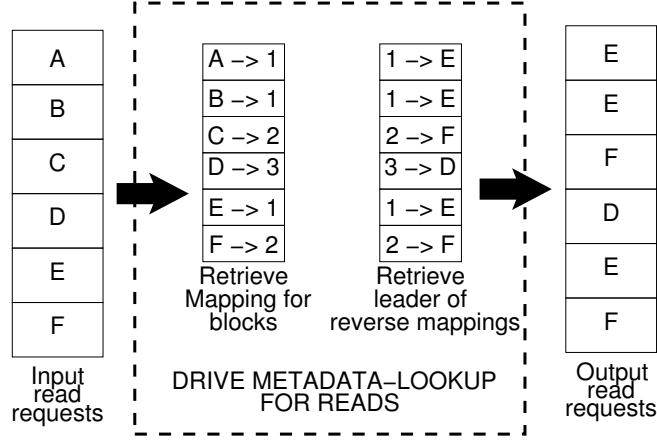 A
B
C
D
E
F
Input
read
requests
A –> 1
B –> 1
C –> 2
D –> 3
E –> 1
F –> 2
Retrieve
Mapping for
blocks
1 –> E
1 –> E
2 –> F
3 –> D
1 –> E
2 –> F
Retrieve
leader of
reverse mappings
DRIVE METADATA–LOOKUP
FOR READS
E
E
F
D
E
F
Output
read
requests